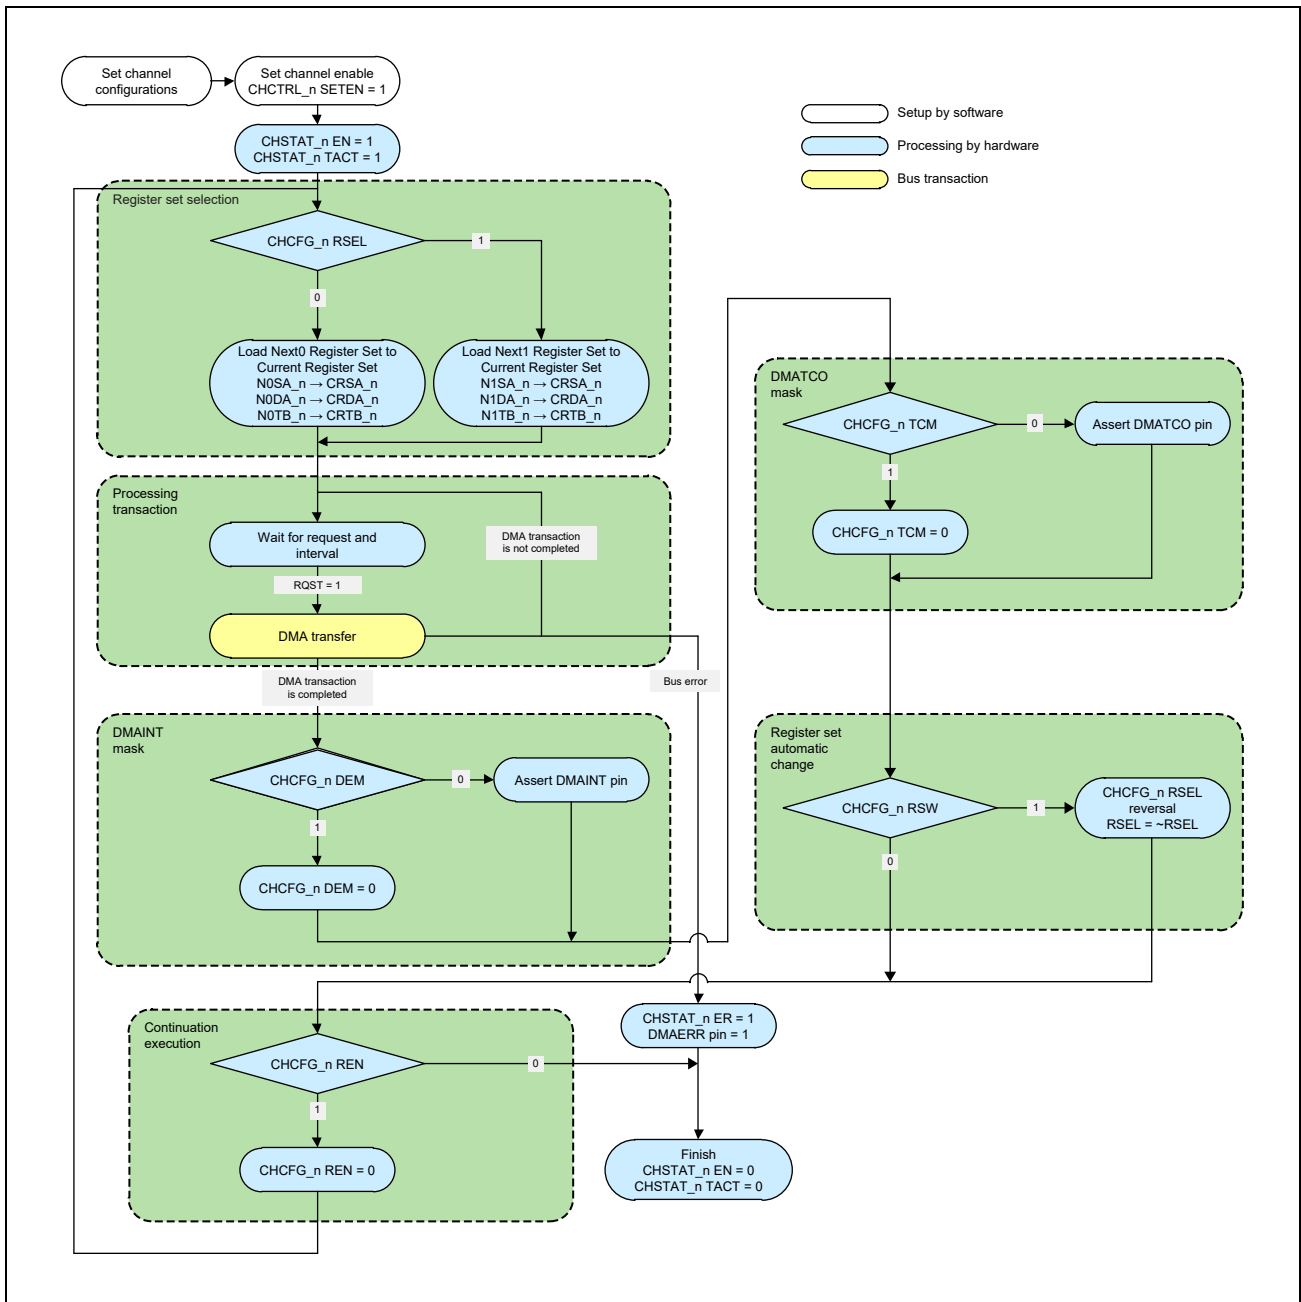 Set channel
configurations
Set channel enable
CHCTRL_n SETEN = 1
CHSTAT_n EN = 1
CHSTAT_n TACT = 1
Setup by software
Processing by hardware
Bus transaction
Register set selection
CHCFG_n RSEL
1
0
Load Next0 Register Set to
Current Register Set
N0SA_n → CRSA_n
N0DA_n → CRDA_n
N0TB_n → CRTB_n
Load Next1 Register Set to
Current Register Set
N1SA_n → CRSA_n
N1DA_n → CRDA_n
N1TB_n → CRTB_n
Processing
transaction
Wait for request and
interval
DMA transaction
is not completed
RQST = 1
DMA transfer
DMA transaction
is completed
Bus error
DMAINT
mask
CHCFG_n DEM
0
Assert DMAINT pin
1
CHCFG_n DEM = 0
DMATCO
mask
CHCFG_n TCM
0
Assert DMATCO pin
1
CHCFG_n TCM = 0
Register set
automatic
change
CHCFG_n RSW
1
CHCFG_n RSEL
reversal
RSEL = ~RSEL
0
Continuation
execution
CHCFG_n REN
0
1
CHCFG_n REN = 0
CHSTAT_n ER = 1
DMAERR pin = 1
Finish
CHSTAT_n EN = 0
CHSTAT_n TACT = 0